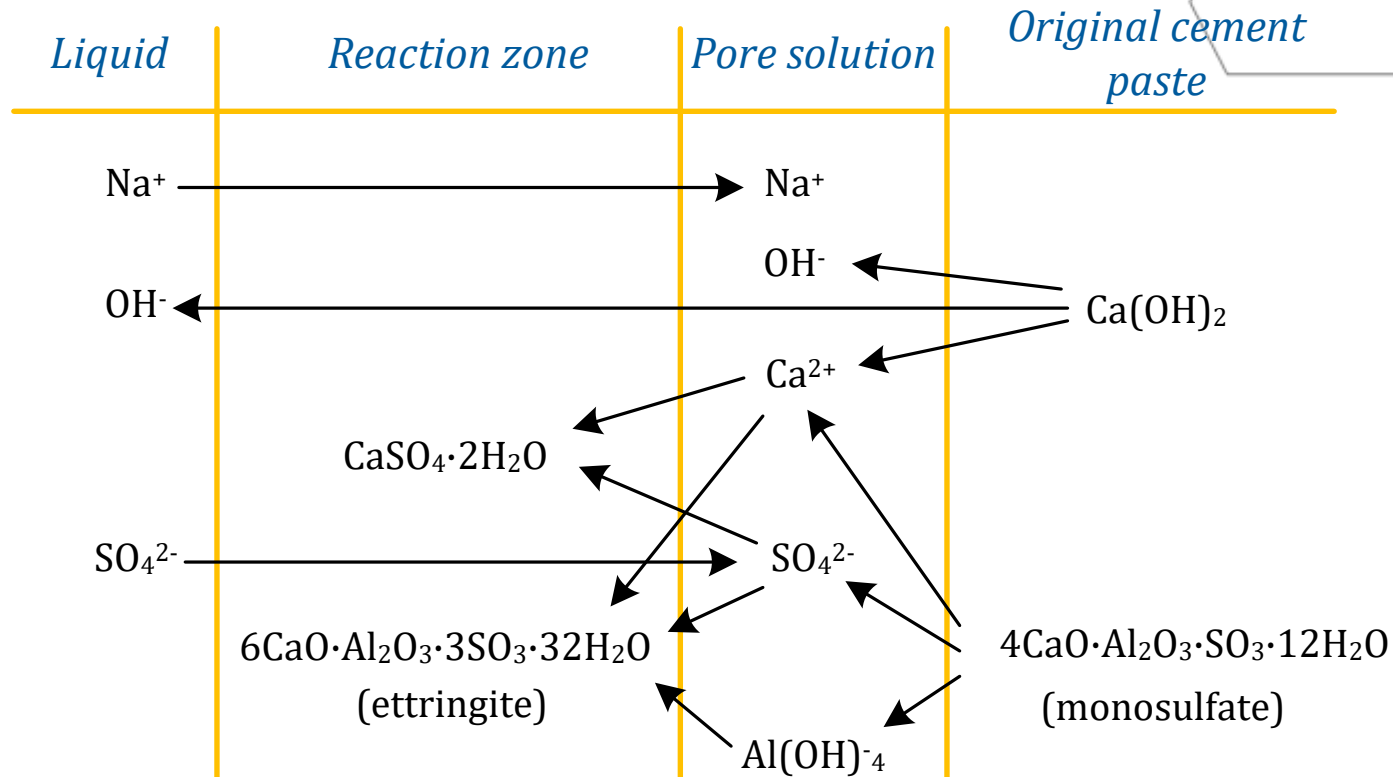 Liquid
Reaction zone
Pore solution
Original cement
paste
Na⁺
Na⁺
OH⁻
OH⁻
Ca(OH)₂
Ca²⁺
CaSO₄·2H₂O
SO₄²⁻
SO₄²⁻
6CaO·Al₂O₃·3SO₃·32H₂O
(ettringite)
4CaO·Al₂O₃·SO₃·12H₂O
(monosulfate)
Al(OH)⁻₄